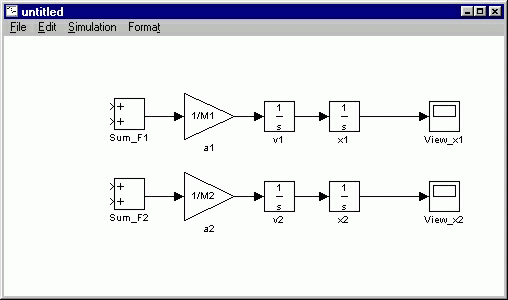 untitled
File Edit Simulation Format
+
+
Sum_F1
1/M1
a1
1
s
v1
1
s
x1
View_x1
+
+
Sum_F2
1/M2
a2
1
s
v2
1
s
x2
View_x2